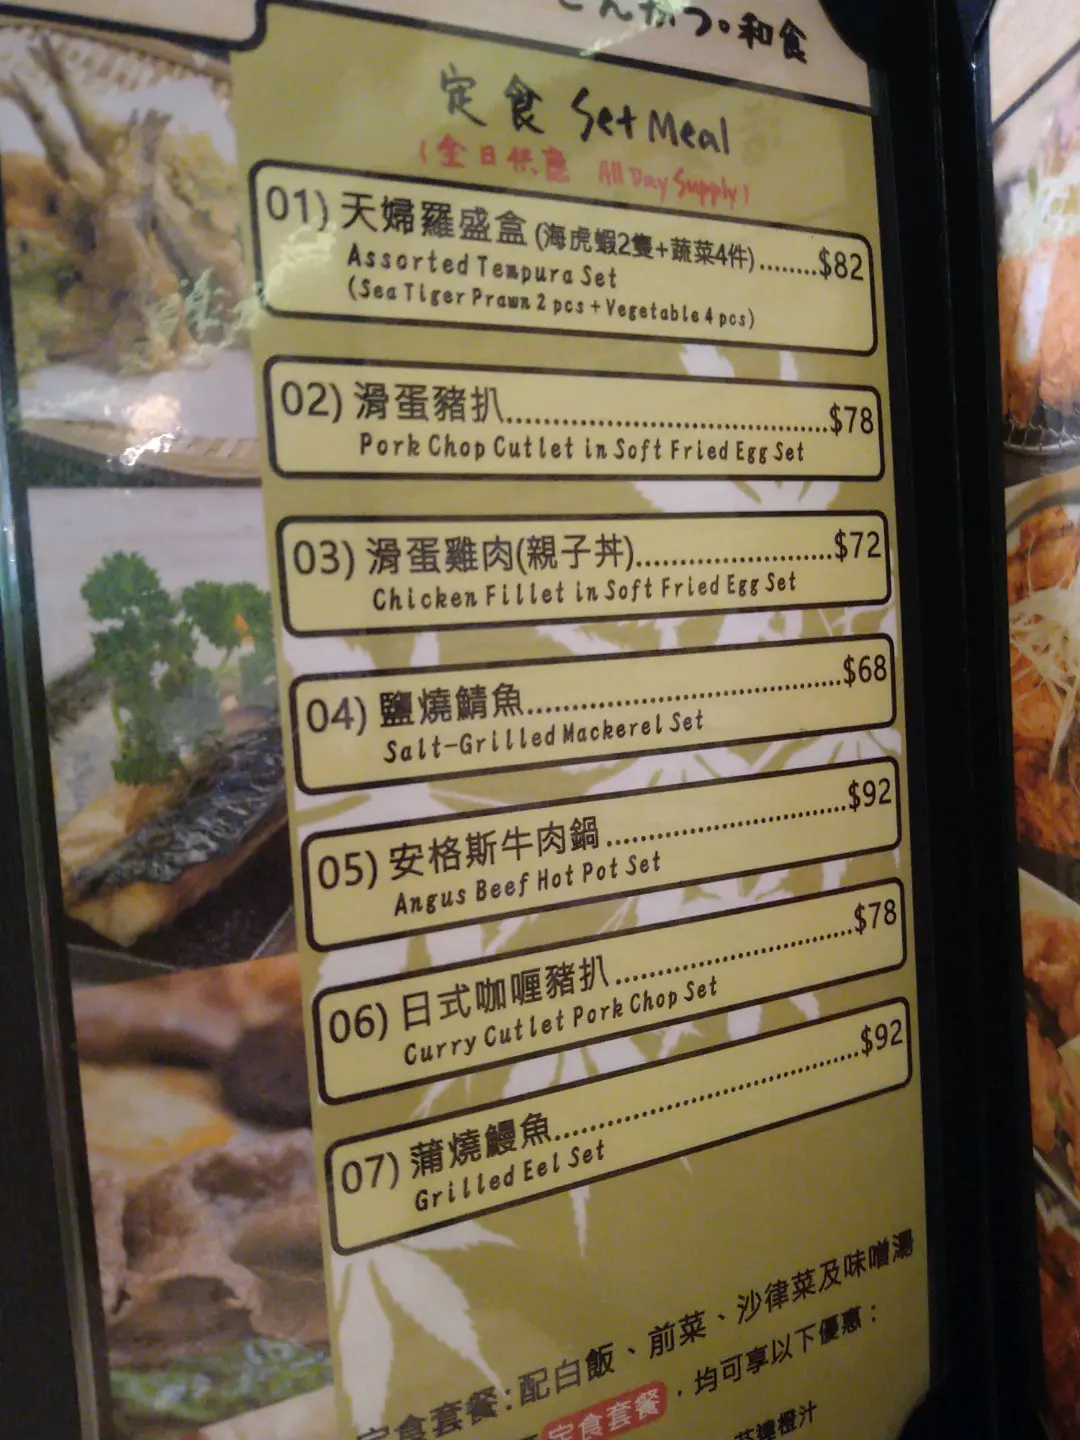 とんかつ。和食
定食 Set Meal
(全日供應 All Day Supply)
01) 天婦羅盛盒 (海虎蝦2隻+蔬菜4件)........$82
Assorted Tempura Set
(Sea Tiger Prawn 2 pcs + Vegetable 4 pcs)
02) 滑蛋豬扒....................................$78
Pork Chop Cutlet in Soft Fried Egg Set
03) 滑蛋雞肉(親子丼)......................$72
Chicken Fillet in Soft Fried Egg Set
04) 鹽燒鯖魚....................................$68
Salt-Grilled Mackerel Set
05) 安格斯牛肉鍋............................$92
Angus Beef Hot Pot Set
06) 日式咖喱豬扒............................$78
Curry Cutlet Pork Chop Set
07) 蒲燒鰻魚....................................$92
Grilled Eel Set
定食套餐:配白飯、前菜、沙律菜及味噌湯
定食套餐,均可享以下優惠:
橙汁